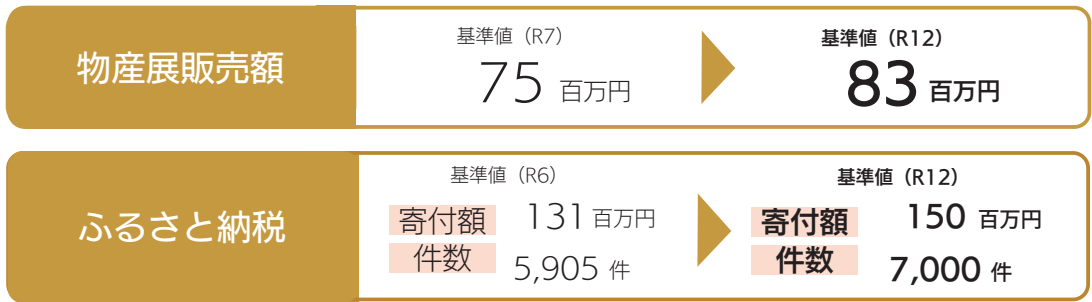 物産展販売額
基準値（R7）
75 百万円
基準値（R12）
83 百万円
ふるさと納税
基準値（R6）
寄付額 131 百万円
件数 5,905 件
基準値（R12）
寄付額 150 百万円
件数 7,000 件